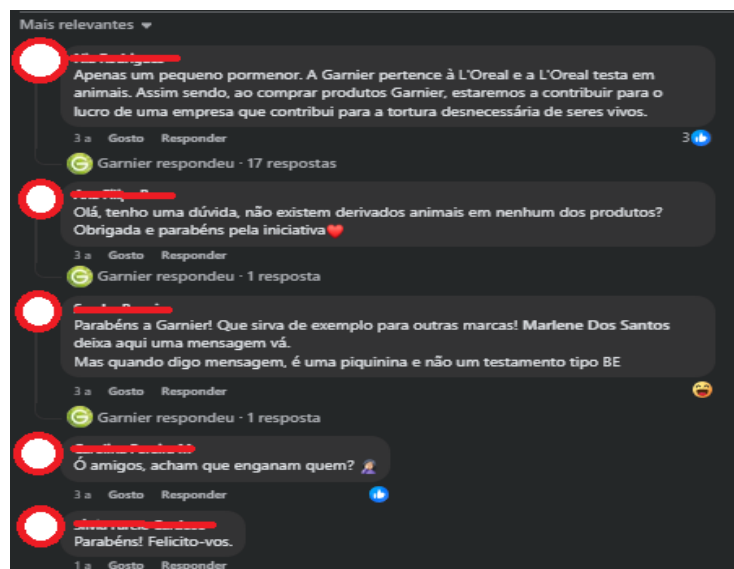 Mais relevantes
Apenas um pequeno pormenor. A Garnier pertence à L'Oreal e a L'Oreal testa em
animais. Assim sendo, ao comprar produtos Garnier, estaremos a contribuir para o
lucro de uma empresa que contribui para a tortura desnecessária de seres vivos.
3 a Gosto Responder 3
Garnier respondeu · 17 respostas
Olá, tenho uma dúvida, não existem derivados animais em nenhum dos produtos?
Obrigada e parabéns pela iniciativa❤️
3 a Gosto Responder
Garnier respondeu · 1 resposta
Parabéns a Garnier! Que sirva de exemplo para outras marcas! Marlene Dos Santos
deixa aqui uma mensagem vá.
Mas quando digo mensagem, é uma piquinina e não um testamento tipo BE
3 a Gosto Responder
Garnier respondeu · 1 resposta
Ó amigos, acham que enganam quem? 🤦🏻‍♀️
3 a Gosto Responder
Parabéns! Felicito-vos.
1 a Gosto Responder